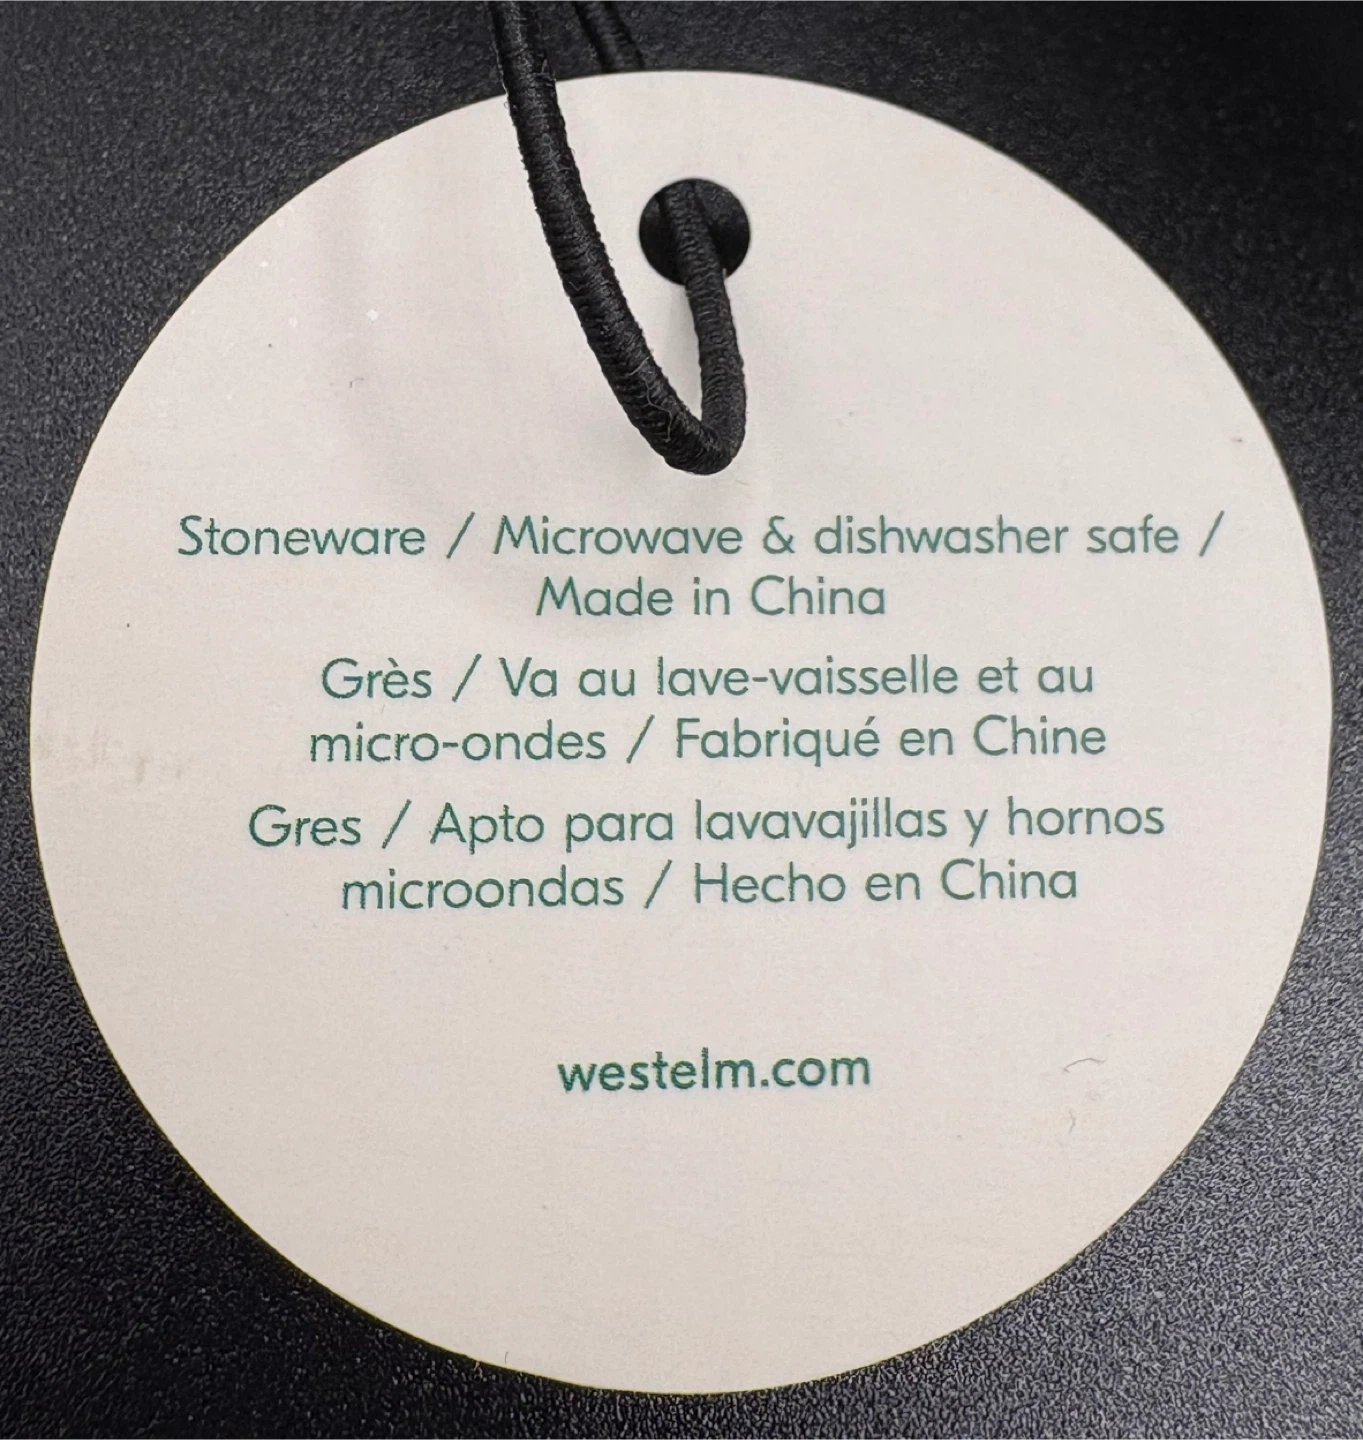 Stoneware / Microwave & dishwasher safe /
Made in China
Grès / Va au lave-vaisselle et au
micro-ondes / Fabriqué en Chine
Gres / Apto para lavavajillas y hornos
microondas / Hecho en China
westelm.com